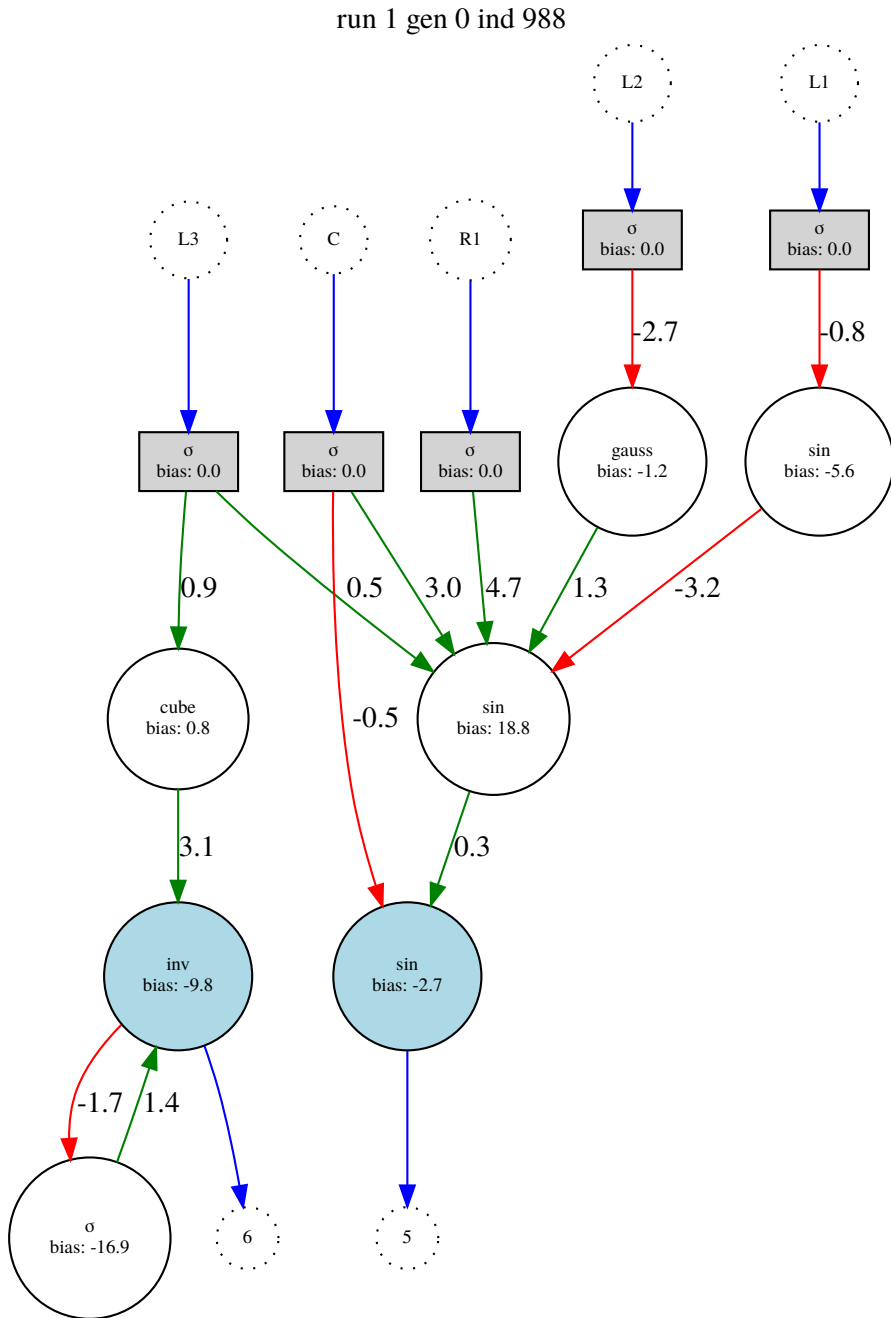 run 1 gen 0 ind 988
L2
L1
L3
C
R1
σ
bias: 0.0
σ
bias: 0.0
-2.7
-0.8
σ
bias: 0.0
σ
bias: 0.0
σ
bias: 0.0
gauss
bias: -1.2
sin
bias: -5.6
0.9
0.5
3.0
4.7
1.3
-3.2
cube
bias: 0.8
-0.5
sin
bias: 18.8
3.1
0.3
inv
bias: -9.8
sin
bias: -2.7
-1.7
1.4
σ
bias: -16.9
6
5